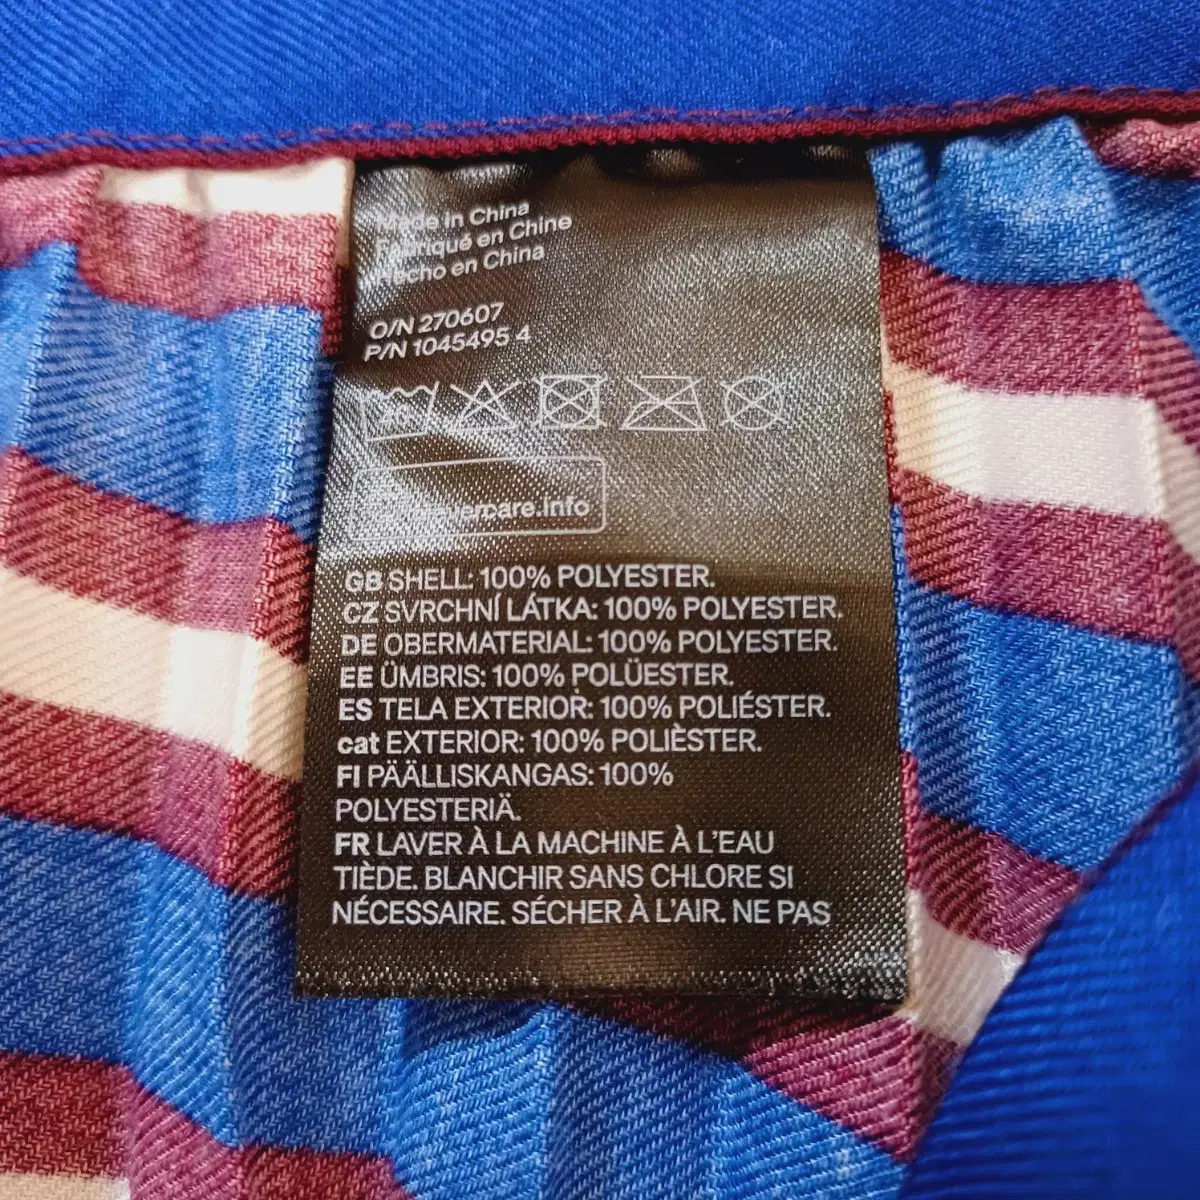 Made in China
Fabriqué en Chine
Hecho en China
O/N 270607
P/N 1045495 4
GB SHELL: 100% POLYESTER.
CZ SVRCHNÍ LÁTKA: 100% POLYESTER.
DE OBERMATERIAL: 100% POLYESTER.
EE ÜMBRIS: 100% POLÜESTER.
ES TELA EXTERIOR: 100% POLIÉSTER.
cat EXTERIOR: 100% POLIÈSTER.
FI PÄÄLLISKANGAS: 100%
POLYESTERIÄ.
FR LAVER À LA MACHINE À L'EAU
TIÈDE. BLANCHIR SANS CHLORE SI
NÉCESSAIRE. SÉCHER À L'AIR. NE PAS